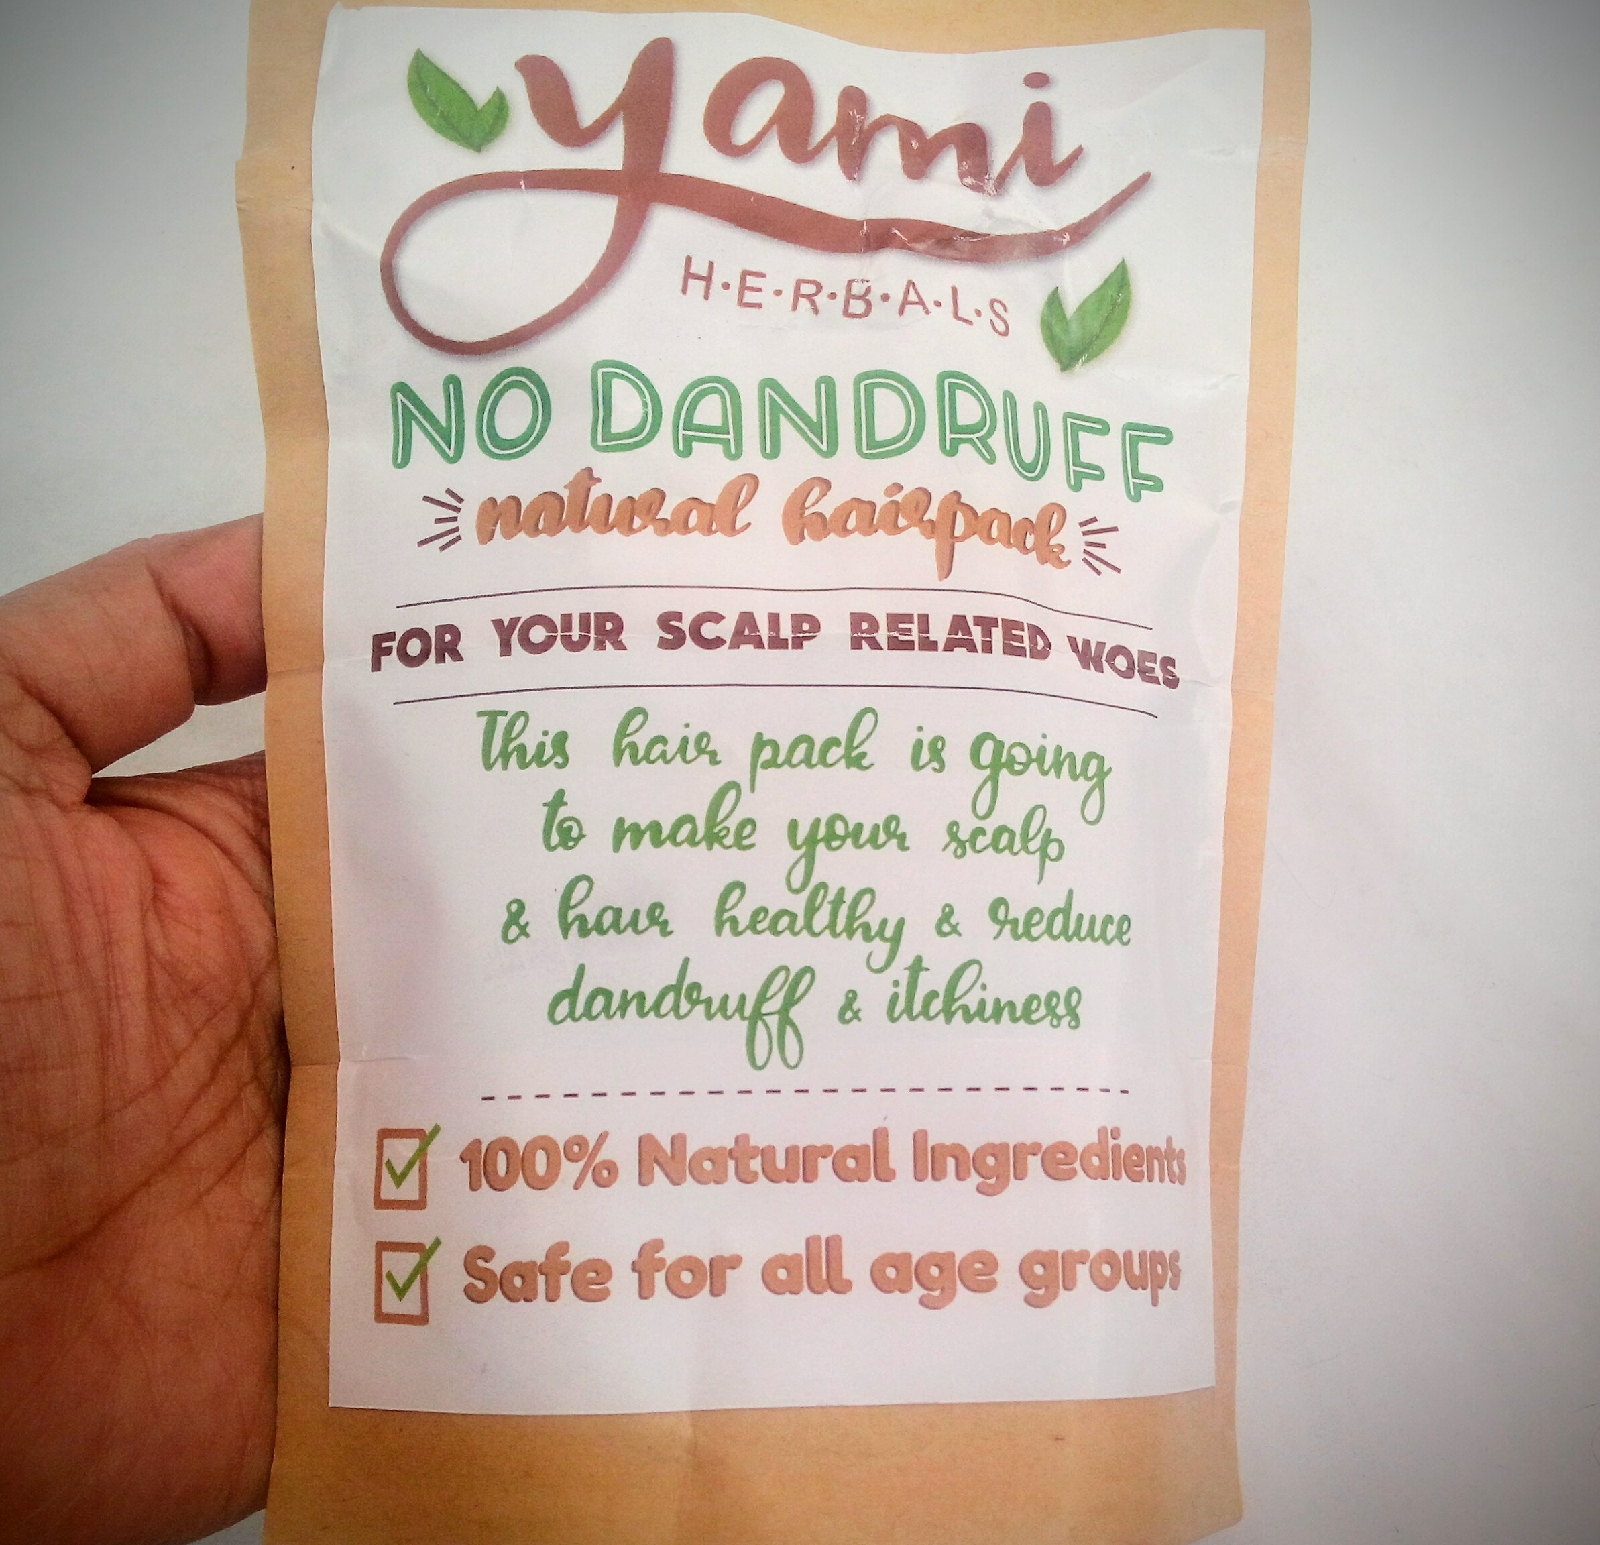 yami
H·E·R·B·A·L·S
NO DANDRUFF
natural hairpack
FOR YOUR SCALP RELATED WOES
This hair pack is going
to make your scalp
& hair healthy & reduce
dandruff & itchiness
100% Natural Ingredients
Safe for all age groups